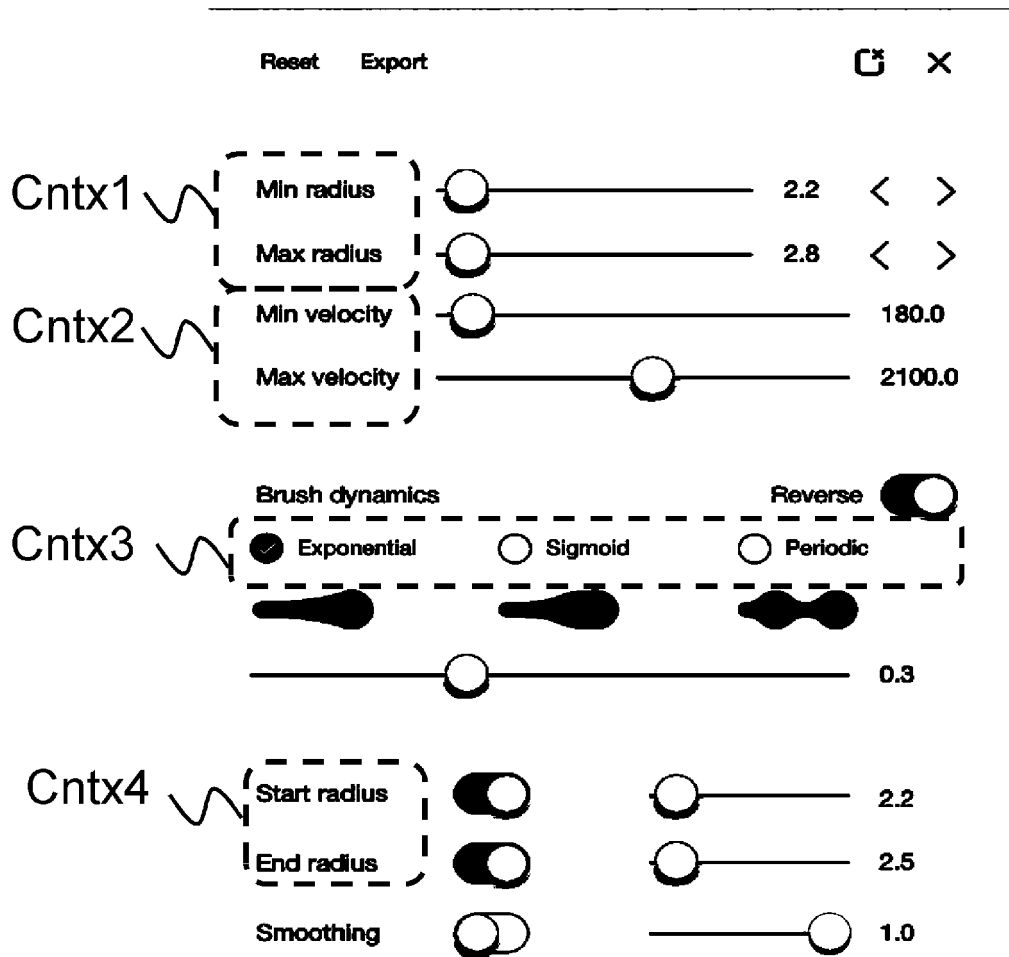 Reset Export
Cntx1
Min radius 2.2
Max radius 2.8
Cntx2
Min velocity 180.0
Max velocity 2100.0
Brush dynamics Reverse
Cntx3
Exponential Sigmoid Periodic
0.3
Cntx4
Start radius 2.2
End radius 2.5
Smoothing 1.0